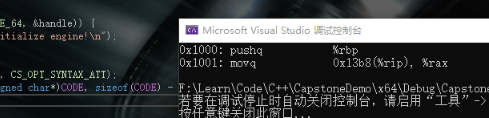 E_64, &handle)) {
nitialize engine!\n");
, CS_OPT_SYNTAX_ATT);
gned char*)CODE, sizeof(CODE) -
Microsoft Visual Studio 调试控制台
0x1000: pushq %rbp
0x1001: movq 0x13b8(%rip), %rax
F:\Learn\Code\C++\CapstoneDemo\x64\Debug\Capston
若要在调试停止时自动关闭控制台，请启用“工具”->
按任意键关闭此窗口...